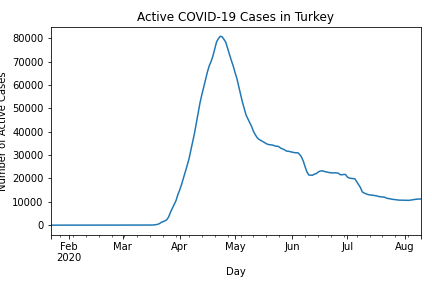 Active COVID-19 Cases in Turkey
Number of Active Cases
80000
70000
60000
50000
40000
30000
20000
10000
0
Feb Mar Apr May Jun Jul Aug
2020
Day